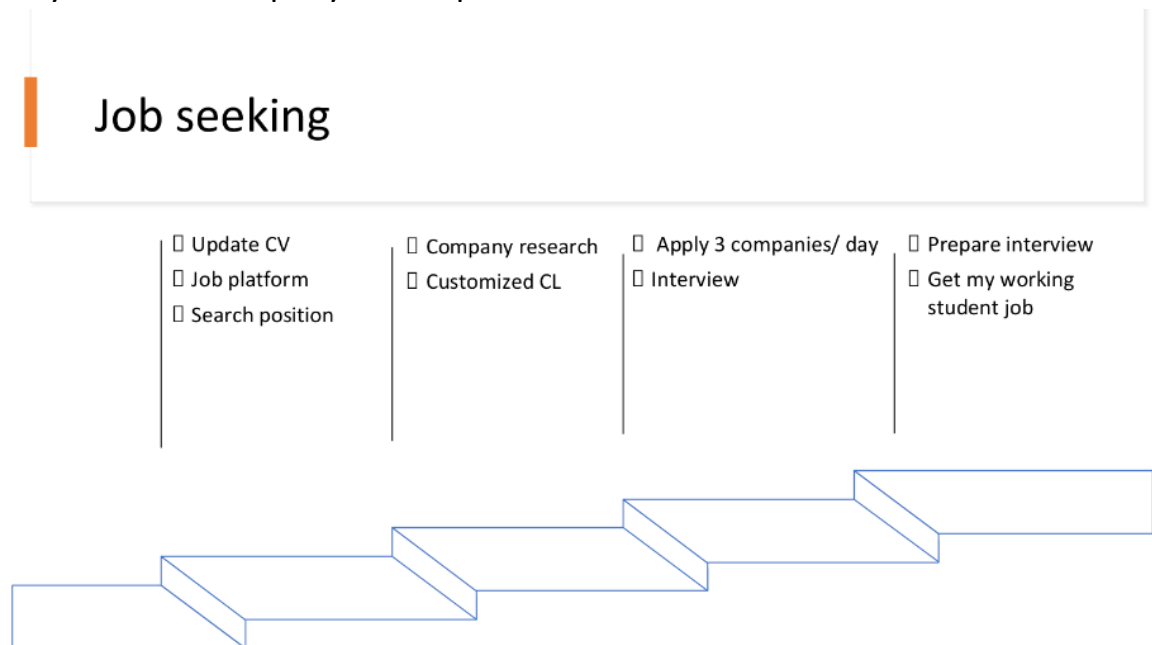 Job seeking
Update CV
Job platform
Search position
Company research
Customized CL
Apply 3 companies/ day
Interview
Prepare interview
Get my working
student job